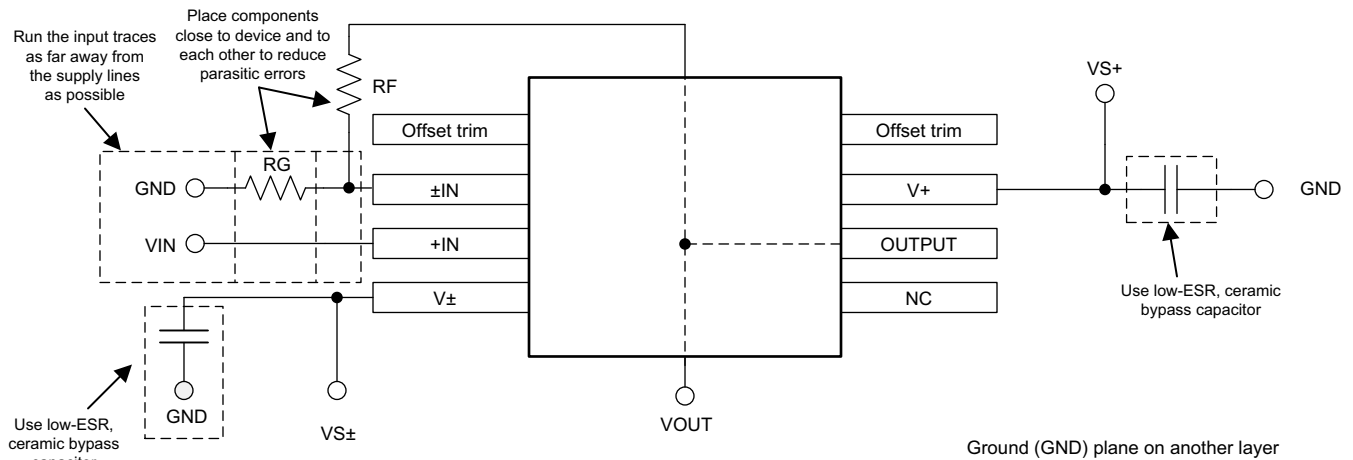 Run the input traces
as far away from
the supply lines
as possible
Place components
close to device and to
each other to reduce
parasitic errors
RF
Offset trim
Offset trim
VS+
RG
GND
±IN
V+
GND
VIN
+IN
OUTPUT
V±
NC
Use low-ESR, ceramic
bypass capacitor
GND
VS±
VOUT
Use low-ESR,
ceramic bypass
Ground (GND) plane on another layer